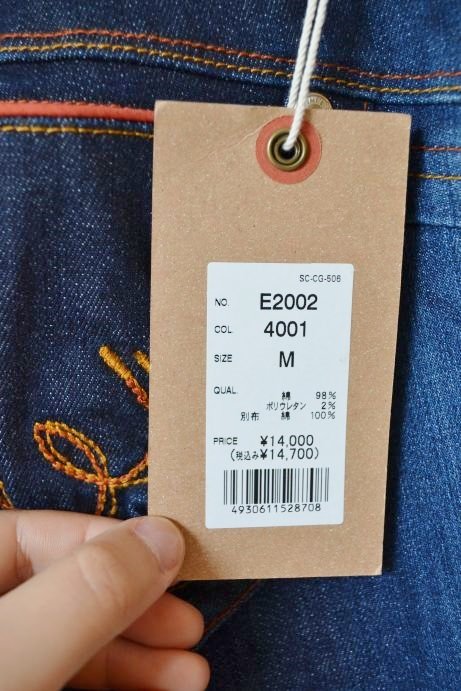 SC-CG-506
NO. E2002
COL. 4001
SIZE M
QUAL. 綿 98%
ポリウレタン 2%
別布 綿 100%
PRICE ¥14,000
(税込み¥14,700)
4930611528708